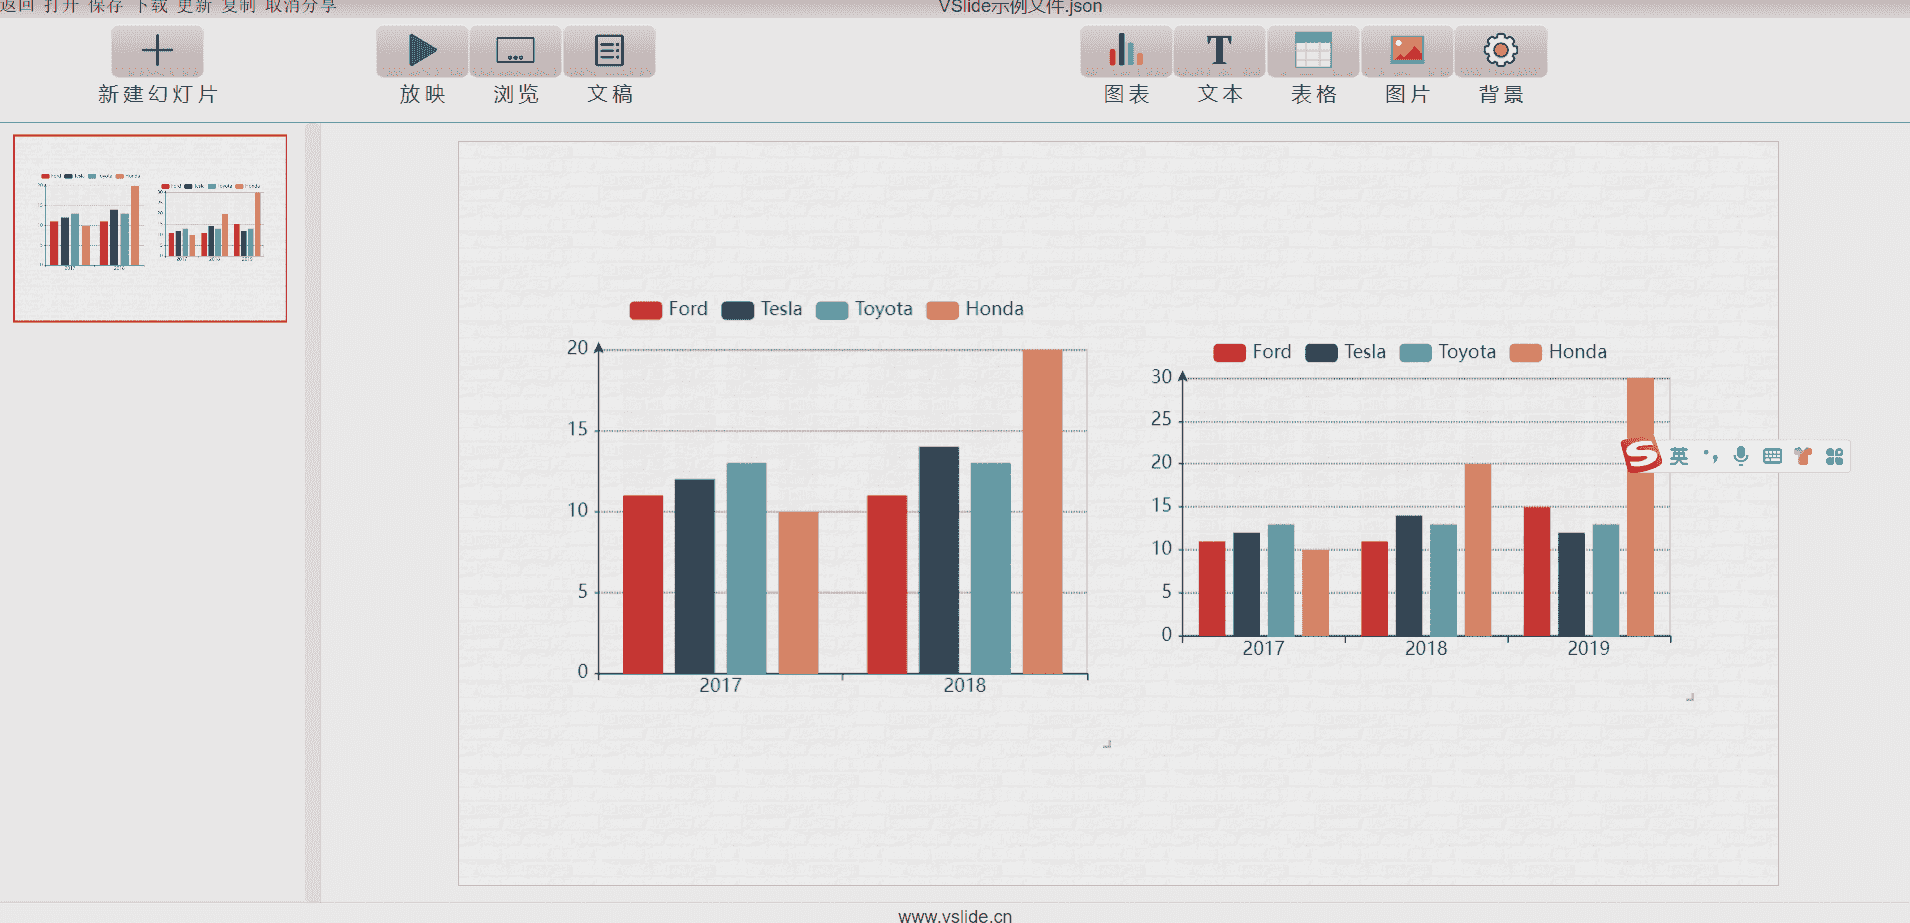 返回 打开 保存 下载 更新 复制 取消分享
VSlide示例文件.json
新建幻灯片
放映 浏览 文稿
图表 文本 表格 图片 背景
Ford Tesla Toyota Honda
20
15
10
5
0
2017 2018
Ford Tesla Toyota Honda
30
25
20
15
10
5
0
2017 2018 2019
S 英
www.vslide.cn